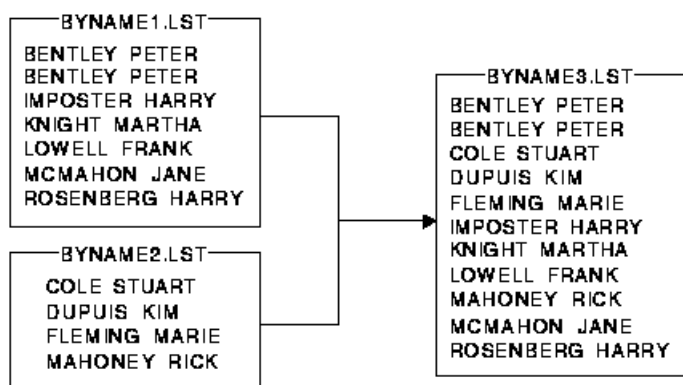 BYNAME1.LST
BENTLEY PETER
BENTLEY PETER
IMPOSTER HARRY
KNIGHT MARTHA
LOWELL FRANK
MCMAHON JANE
ROSENBERG HARRY
BYNAME2.LST
COLE STUART
DUPUIS KIM
FLEMING MARIE
MAHONEY RICK
BYNAME3.LST
BENTLEY PETER
BENTLEY PETER
COLE STUART
DUPUIS KIM
FLEMING MARIE
IMPOSTER HARRY
KNIGHT MARTHA
LOWELL FRANK
MAHONEY RICK
MCMAHON JANE
ROSENBERG HARRY